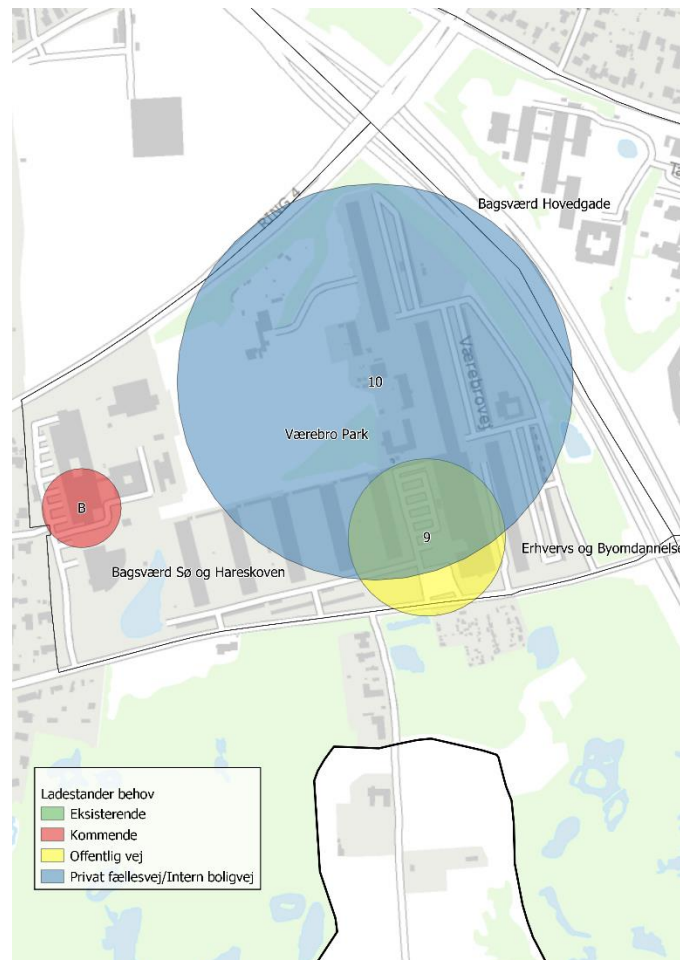 RING 4
Bagsværd Hovedgade
Værebrovej
10
Værebro Park
B
9
Erhvervs og Byomdannelse
Bagsværd Sø og Hareskoven
Ladestander behov
Eksisterende
Kommende
Offentlig vej
Privat fællesvej/Intern boligvej